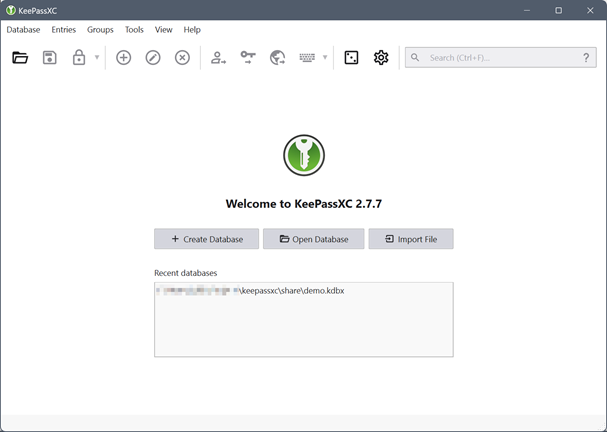 KeePassXC
Database Entries Groups Tools View Help
Search (Ctrl+F)... ?
Welcome to KeePassXC 2.7.7
+ Create Database Open Database Import File
Recent databases
\keepassxc\share\demo.kdbx